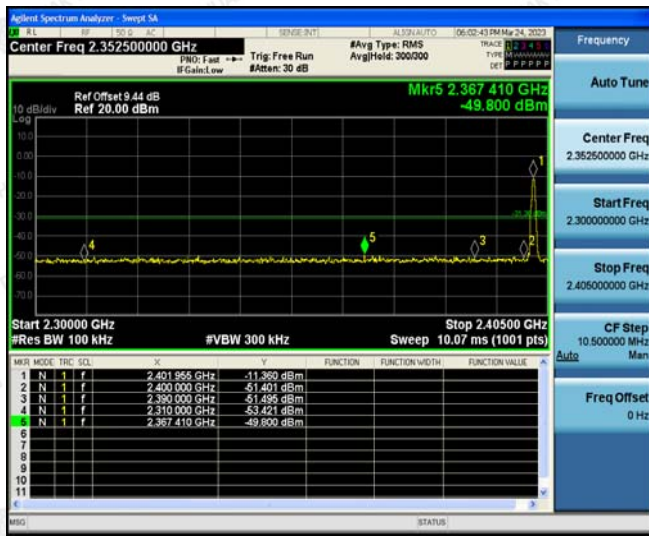 Agilent Spectrum Analyzer - Swept SA
RL RF 50 Ω AC SENSE:INT ALIGNAUTO 06:02:43 PM Mar 24, 2023
Center Freq 2.352500000 GHz
PNO: Fast
IFGain:Low
Trig: Free Run
#Atten: 30 dB
#Avg Type: RMS
Avg|Hold: 300/300
TRACE 1 2 3 4 5 6
TYPE
DET P P P P P P
Mkr5 2.367 410 GHz
-49.800 dBm
Ref Offset 9.44 dB
Ref 20.00 dBm
10 dB/div
Log
10.0
0.00
-10.0
-20.0
-30.0
-40.0
-50.0
-60.0
-70.0
1
2
3
4
5
Start 2.30000 GHz
Stop 2.40500 GHz
#Res BW 100 kHz
#VBW 300 kHz
Sweep 10.07 ms (1001 pts)
MKR MODE TRC SCL X Y FUNCTION FUNCTION WIDTH FUNCTION VALUE
1 N 1 f 2.401 955 GHz -11.360 dBm
2 N 1 f 2.400 000 GHz -51.401 dBm
3 N 1 f 2.390 000 GHz -51.495 dBm
4 N 1 f 2.310 000 GHz -53.421 dBm
5 N 1 f 2.367 410 GHz -49.800 dBm
6
7
8
9
10
11
MSG
STATUS
Frequency
Auto Tune
Center Freq
2.352500000 GHz
Start Freq
2.300000000 GHz
Stop Freq
2.405000000 GHz
CF Step
10.500000 MHz
Auto Man
Freq Offset
0 Hz